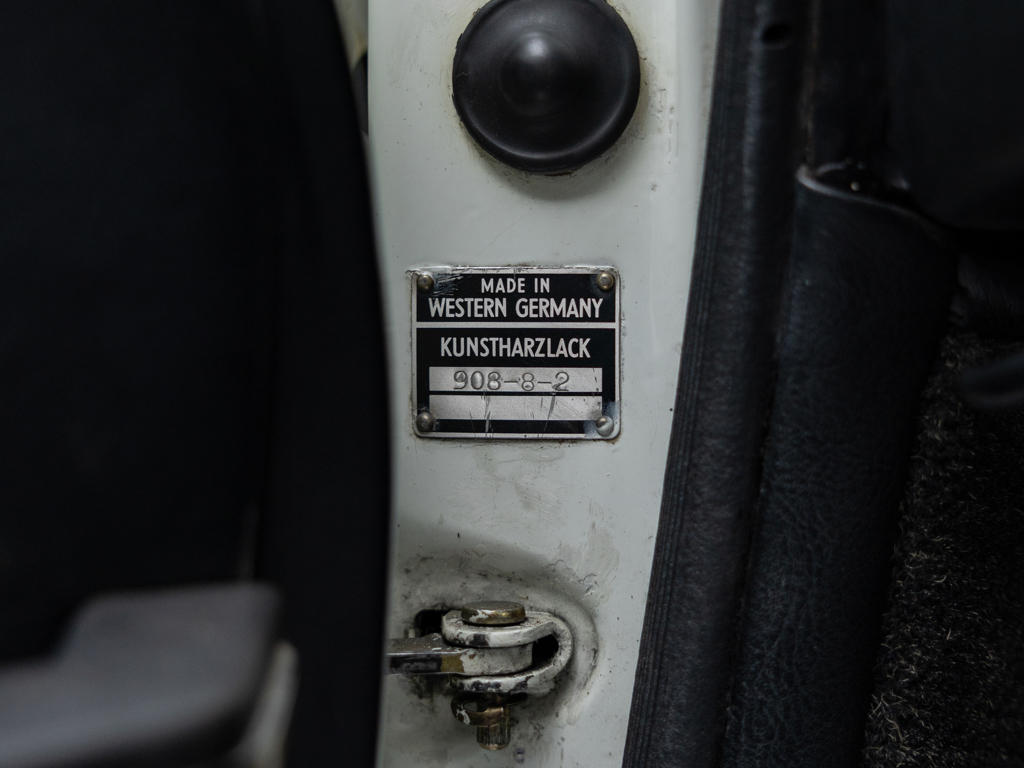 MADE IN
WESTERN GERMANY
KUNSTHARZLACK
908-8-2